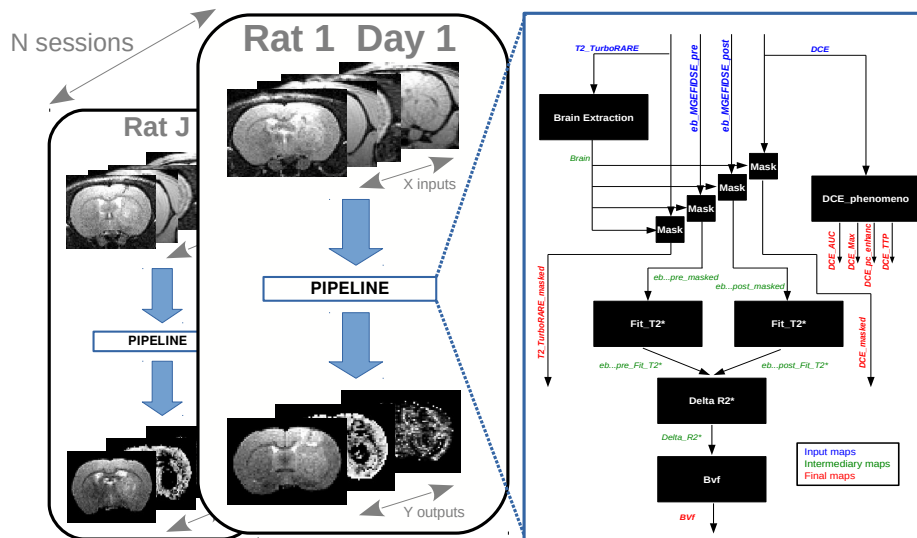 N sessions
Rat J
PIPELINE
Rat 1 Day 1
X inputs
PIPELINE
Y outputs
T2_TurboRARE
eb_MGEFIDSE_pre
eb_MGEFIDSE_post
DCE
Brain Extraction
Brain
Mask
Mask
Mask
Mask
DCE_phenomeno
DCE_AUC
DCE_Max
DCE_pc_enhanc
DCE_TTP
T2_TurboRARE_masked
eb...pre_masked
eb...post_masked
DCE_masked
Fit_T2*
Fit_T2*
eb...pre_Fit_T2*
eb...post_Fit_T2*
Delta R2*
Delta_R2*
Bvf
BVf
Input maps
Intermediary maps
Final maps